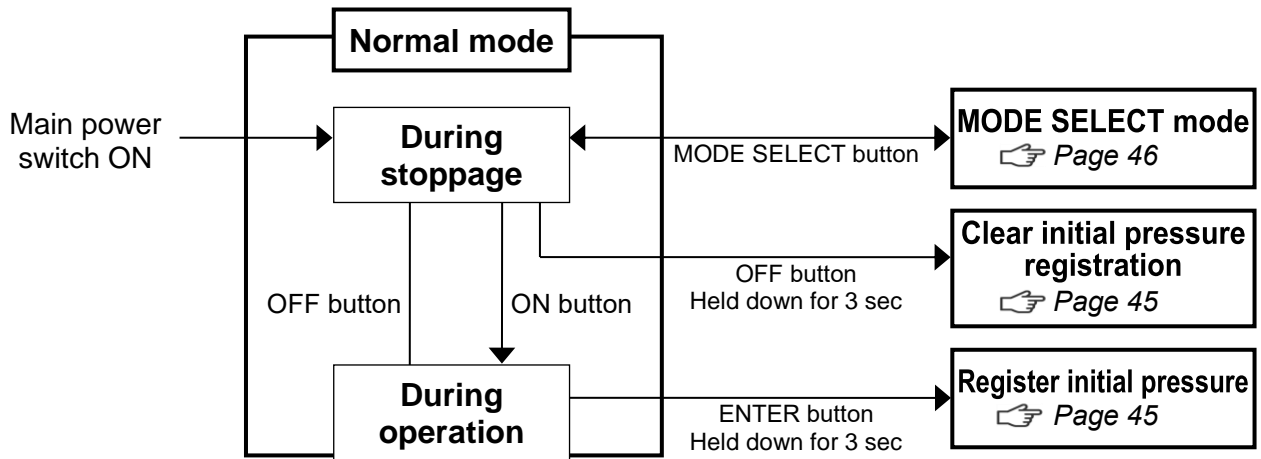 Normal mode
Main power
switch ON
During
stoppage
MODE SELECT button
MODE SELECT mode
☞ Page 46
OFF button
Held down for 3 sec
Clear initial pressure
registration
☞ Page 45
OFF button
ON button
During
operation
ENTER button
Held down for 3 sec
Register initial pressure
☞ Page 45